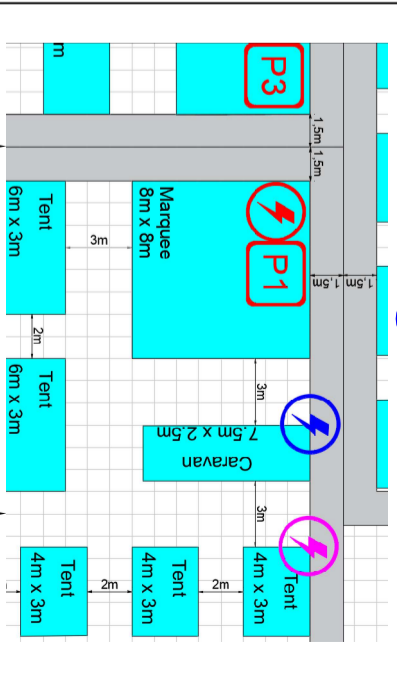 m
P3
1,5m
1,5m
Marquee
8m x 8m
P1
Tent
6m x 3m
3m
1,5m
1,5m
2m
Tent
6m x 3m
3m
Caravan
7.5m x 2.5m
3m
Tent
4m x 3m
2m
Tent
4m x 3m
2m
Tent
4m x 3m